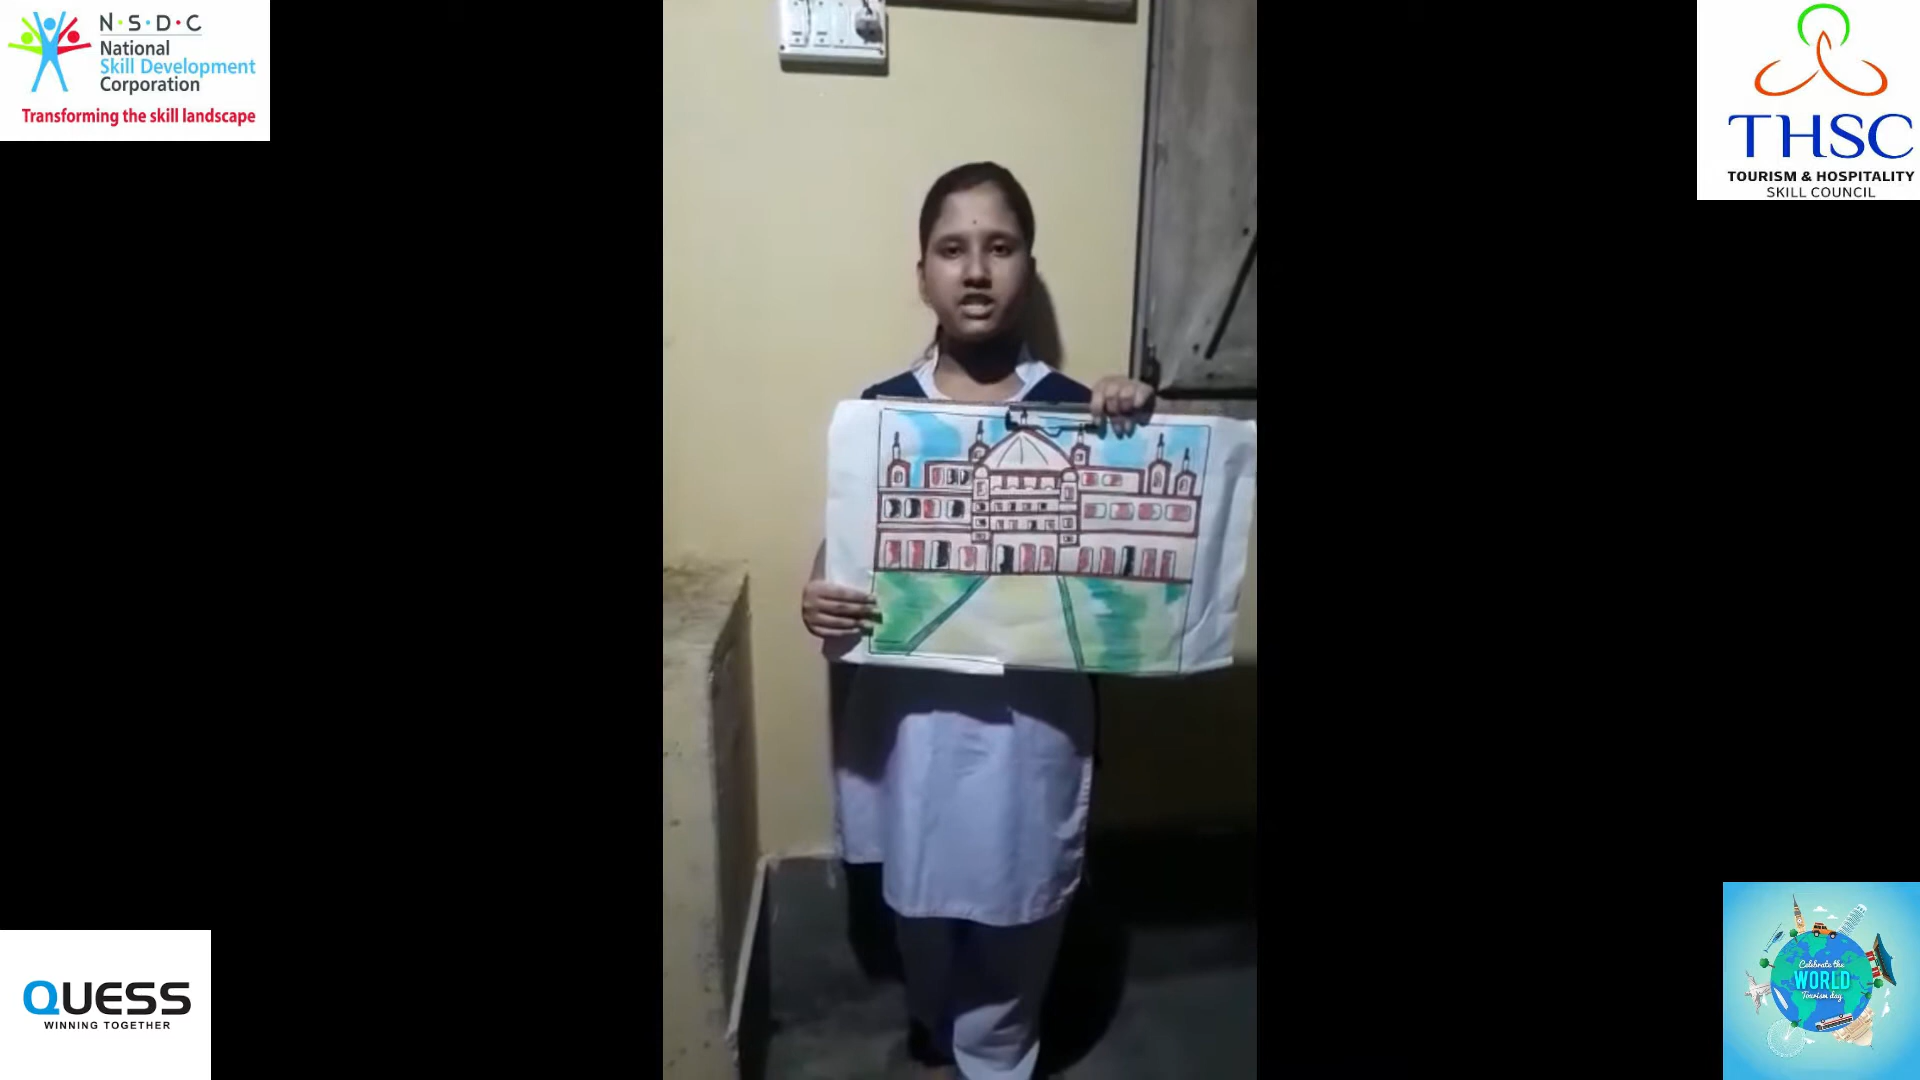 N·S·D·C
National
Skill Development
Corporation
Transforming the skill landscape
THSC
TOURISM & HOSPITALITY
SKILL COUNCIL
QUESS
WINNING TOGETHER
Celebrate the
WORLD
Tourism day